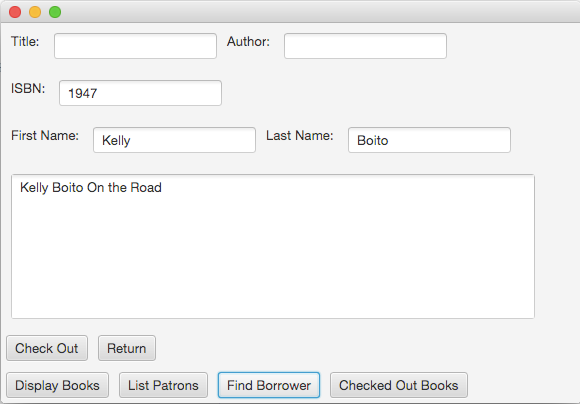 Title: Author:
ISBN: 1947
First Name: Kelly Last Name: Boito
Kelly Boito On the Road
Check Out Return
Display Books List Patrons Find Borrower Checked Out Books